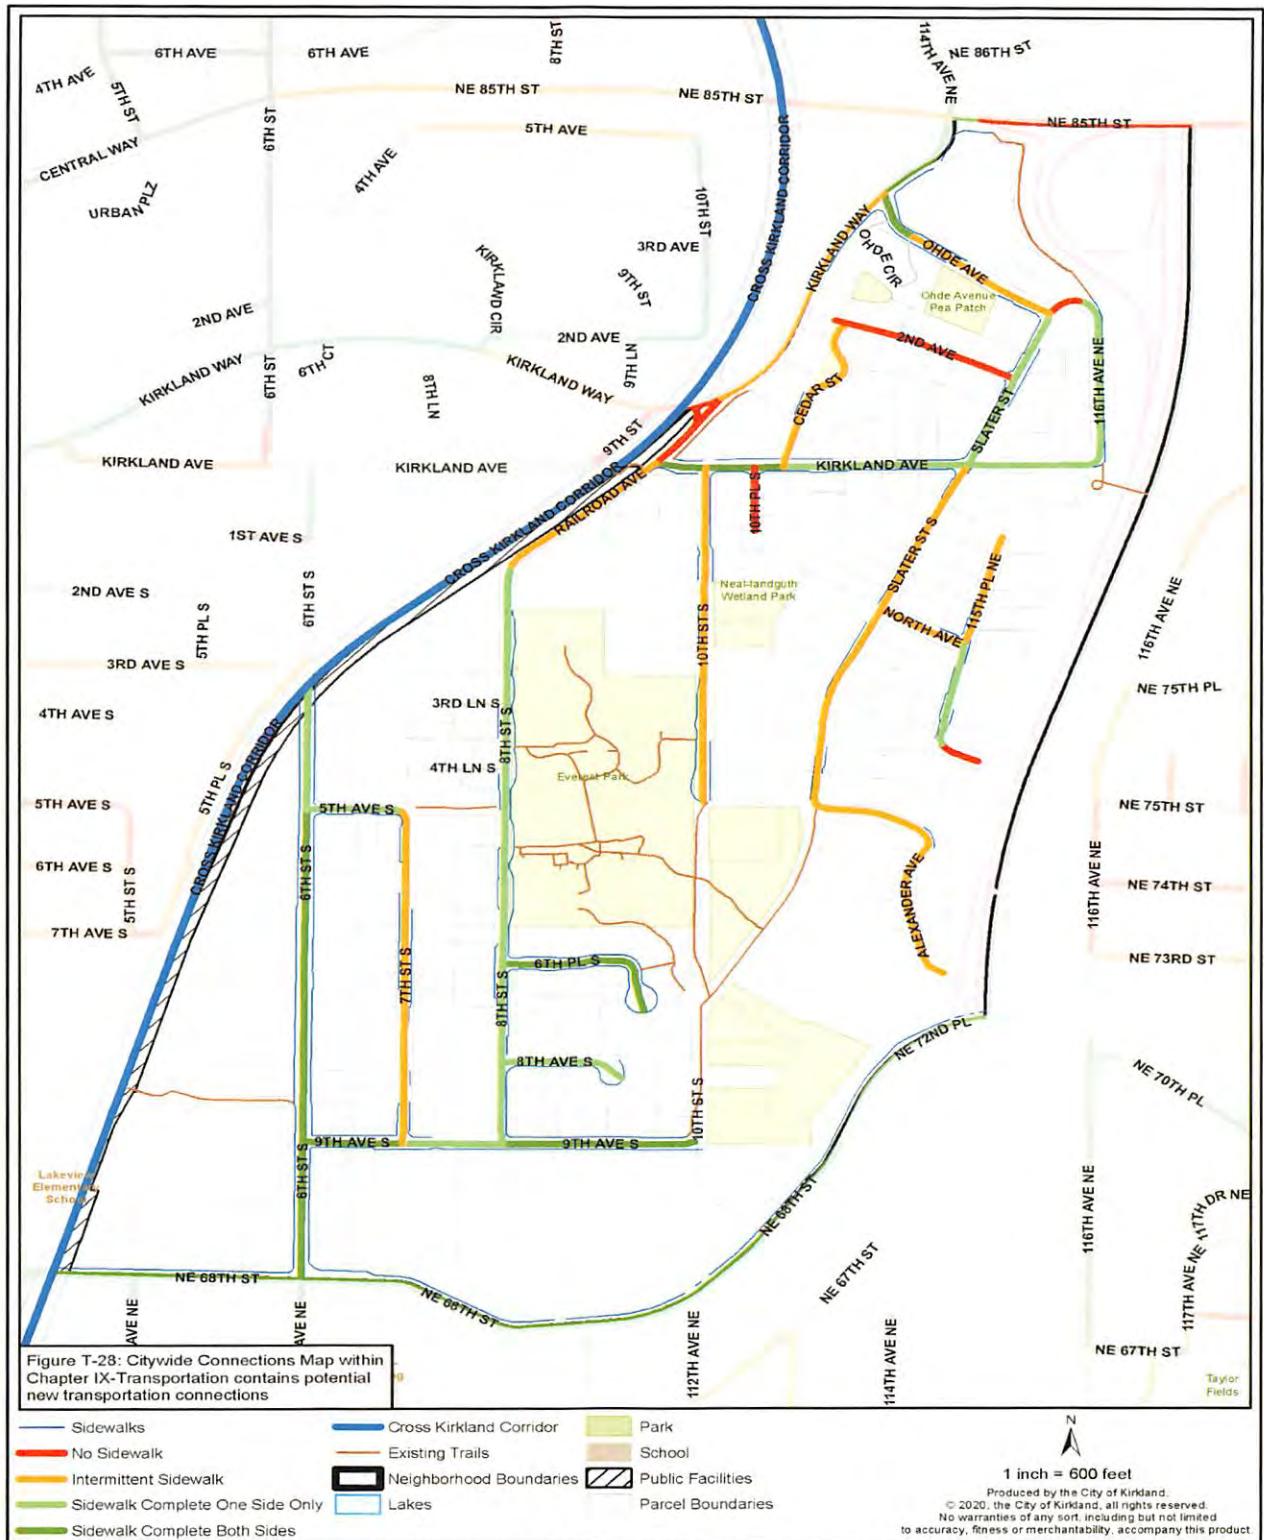 114TH AVE NE
NE 86TH ST
8TH ST
6TH AVE
6TH AVE
4TH AVE
5TH ST
NE 85TH ST
NE 85TH ST
NE 85TH ST
6TH ST
5TH AVE
CENTRAL WAY
4TH AVE
URBAN PLZ
10TH ST
CROSS KIRKLAND CORRIDOR
KIRKLAND WAY
OHDE CIR
OHDE AVE
3RD AVE
KIRKLAND CIR
9TH ST
Ohde Avenue
Pea Patch
2ND AVE
2ND AVE
2ND AVE
9TH LN
6TH CT
KIRKLAND WAY
6TH ST
KIRKLAND WAY
8TH LN
CEDAR ST
SLATER ST
116TH AVE NE
9TH ST
KIRKLAND AVE
KIRKLAND AVE
KIRKLAND AVE
RAILROAD AVE
10TH PL S
CROSS KIRKLAND CORRIDOR
1ST AVE S
SLATER ST S
115TH PL NE
2ND AVE S
5TH PL S
6TH ST S
Neal-landguth
Wetland Park
NORTH AVE
116TH AVE NE
10TH ST S
3RD AVE S
NE 75TH PL
4TH AVE S
3RD LN S
8TH ST S
4TH LN S
Everest Park
CROSS KIRKLAND CORRIDOR
5TH PL S
5TH AVE S
5TH AVE S
NE 75TH ST
6TH AVE S
6TH ST S
5TH ST S
116TH AVE NE
NE 74TH ST
ALEXANDER AVE
7TH AVE S
6TH PL S
NE 73RD ST
7TH ST S
8TH ST S
NE 72ND PL
8TH AVE S
NE 70TH PL
10TH ST S
9TH AVE S
9TH AVE S
Lakeview
Elementary
School
6TH ST S
NE 68TH ST
116TH AVE NE
117TH DR NE
NE 68TH ST
NE 68TH ST
NE 67TH ST
117TH AVE NE
AVE NE
AVE NE
112TH AVE NE
114TH AVE NE
NE 67TH ST
Taylor
Fields
Figure T-28: Citywide Connections Map within
Chapter IX-Transportation contains potential
new transportation connections
Sidewalks
No Sidewalk
Intermittent Sidewalk
Sidewalk Complete One Side Only
Sidewalk Complete Both Sides
Cross Kirkland Corridor
Existing Trails
Neighborhood Boundaries
Lakes
Park
School
Public Facilities
Parcel Boundaries
N
1 inch = 600 feet
Produced by the City of Kirkland.
© 2020, the City of Kirkland, all rights reserved.
No warranties of any sort, including but not limited
to accuracy, fitness or merchantability, accompany this product.